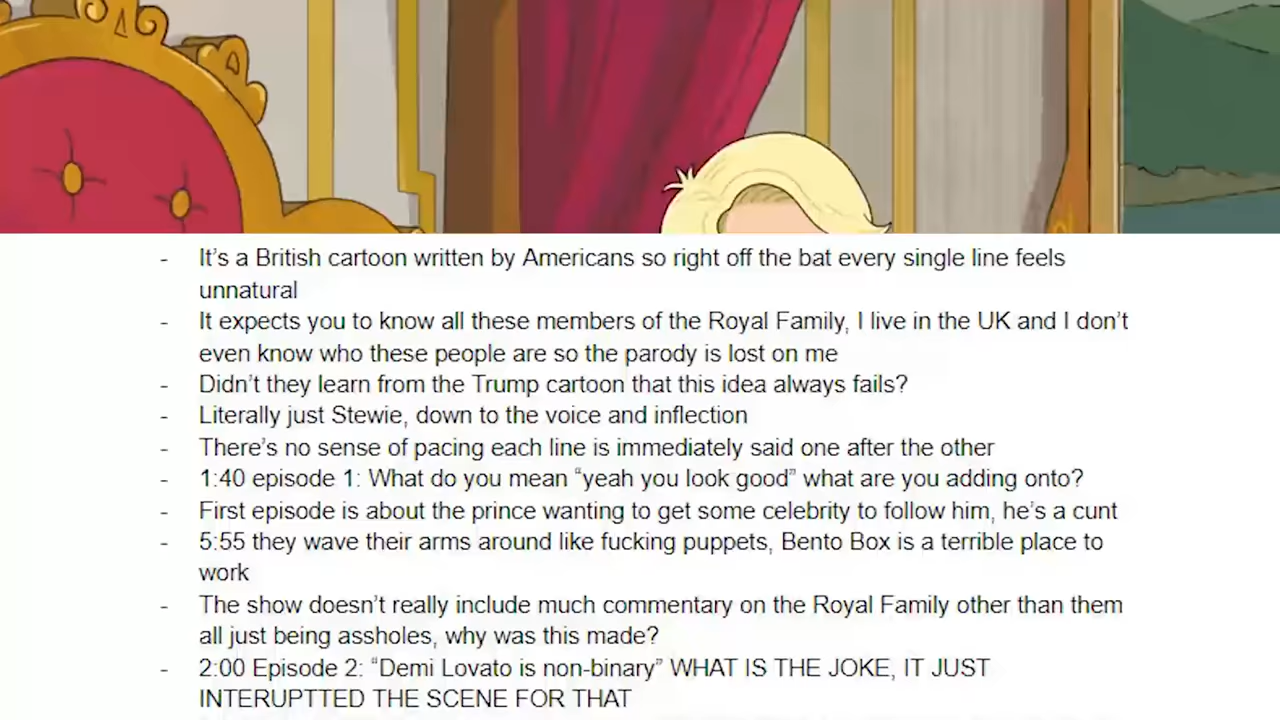 - It's a British cartoon written by Americans so right off the bat every single line feels
unnatural
- It expects you to know all these members of the Royal Family, I live in the UK and I don't
even know who these people are so the parody is lost on me
- Didn't they learn from the Trump cartoon that this idea always fails?
- Literally just Stewie, down to the voice and inflection
- There's no sense of pacing each line is immediately said one after the other
- 1:40 episode 1: What do you mean “yeah you look good” what are you adding onto?
- First episode is about the prince wanting to get some celebrity to follow him, he's a cunt
- 5:55 they wave their arms around like fucking puppets, Bento Box is a terrible place to
work
- The show doesn't really include much commentary on the Royal Family other than them
all just being assholes, why was this made?
- 2:00 Episode 2: “Demi Lovato is non-binary” WHAT IS THE JOKE, IT JUST
INTERUPTTED THE SCENE FOR THAT